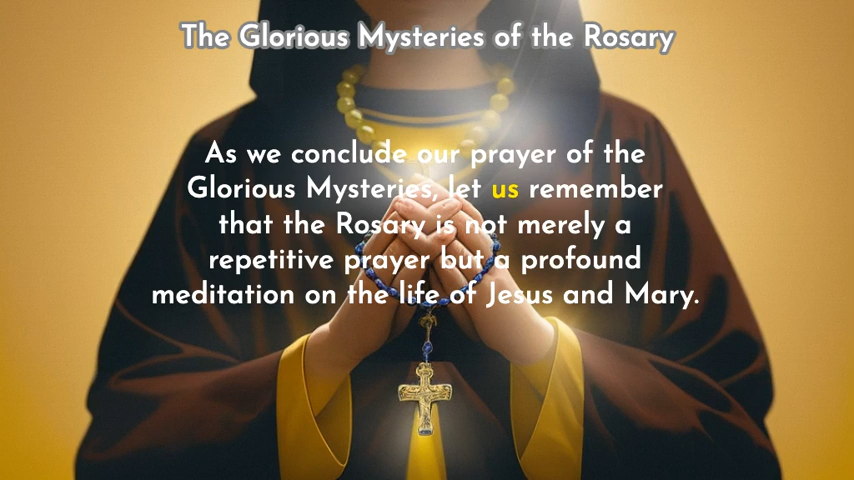 The Glorious Mysteries of the Rosary
As we conclude our prayer of the
Glorious Mysteries, let us remember
that the Rosary is not merely a
repetitive prayer but a profound
meditation on the life of Jesus and Mary.